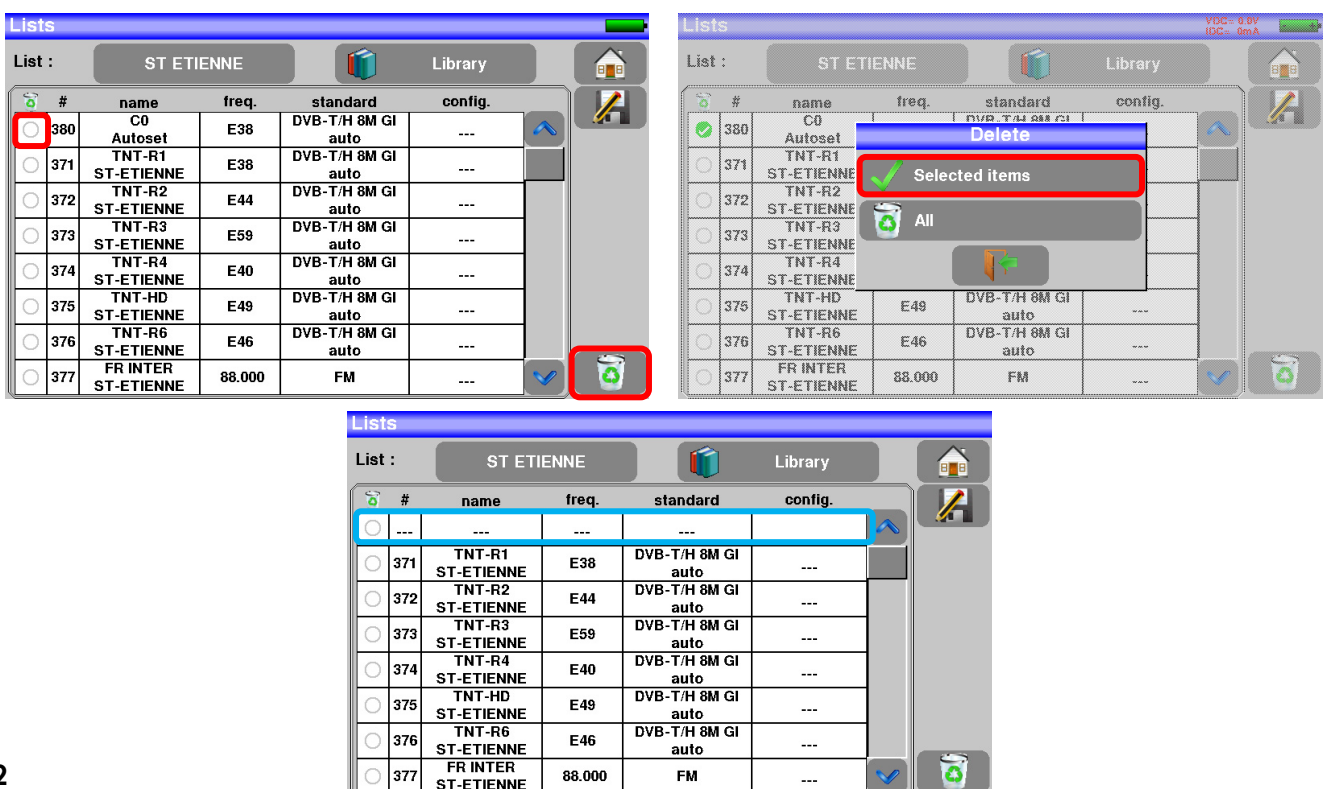 Lists
List : ST ETIENNE Library
# name freq. standard config.
380 C0 Autoset E38 DVB-T/H 8M GI auto ---
371 TNT-R1 ST-ETIENNE E38 DVB-T/H 8M GI auto ---
372 TNT-R2 ST-ETIENNE E44 DVB-T/H 8M GI auto ---
373 TNT-R3 ST-ETIENNE E59 DVB-T/H 8M GI auto ---
374 TNT-R4 ST-ETIENNE E40 DVB-T/H 8M GI auto ---
375 TNT-HD ST-ETIENNE E49 DVB-T/H 8M GI auto ---
376 TNT-R6 ST-ETIENNE E46 DVB-T/H 8M GI auto ---
377 FR INTER ST-ETIENNE 88.000 FM ---
Lists
VDC= 0.8V
IDC= 0mA
List : ST ETIENNE Library
# name freq. standard config.
380 C0 Autoset DVB-T/H 8M GI
371 TNT-R1 ST-ETIENNE
372 TNT-R2 ST-ETIENNE
373 TNT-R3 ST-ETIENNE
374 TNT-R4 ST-ETIENNE
375 TNT-HD ST-ETIENNE E49 DVB-T/H 8M GI auto ---
376 TNT-R6 ST-ETIENNE E46 DVB-T/H 8M GI auto ---
377 FR INTER ST-ETIENNE 88.000 FM ---
Delete
Selected items
All
Lists
List : ST ETIENNE Library
# name freq. standard config.
--- --- --- ---
371 TNT-R1 ST-ETIENNE E38 DVB-T/H 8M GI auto ---
372 TNT-R2 ST-ETIENNE E44 DVB-T/H 8M GI auto ---
373 TNT-R3 ST-ETIENNE E59 DVB-T/H 8M GI auto ---
374 TNT-R4 ST-ETIENNE E40 DVB-T/H 8M GI auto ---
375 TNT-HD ST-ETIENNE E49 DVB-T/H 8M GI auto ---
376 TNT-R6 ST-ETIENNE E46 DVB-T/H 8M GI auto ---
377 FR INTER ST-ETIENNE 88.000 FM ---
2